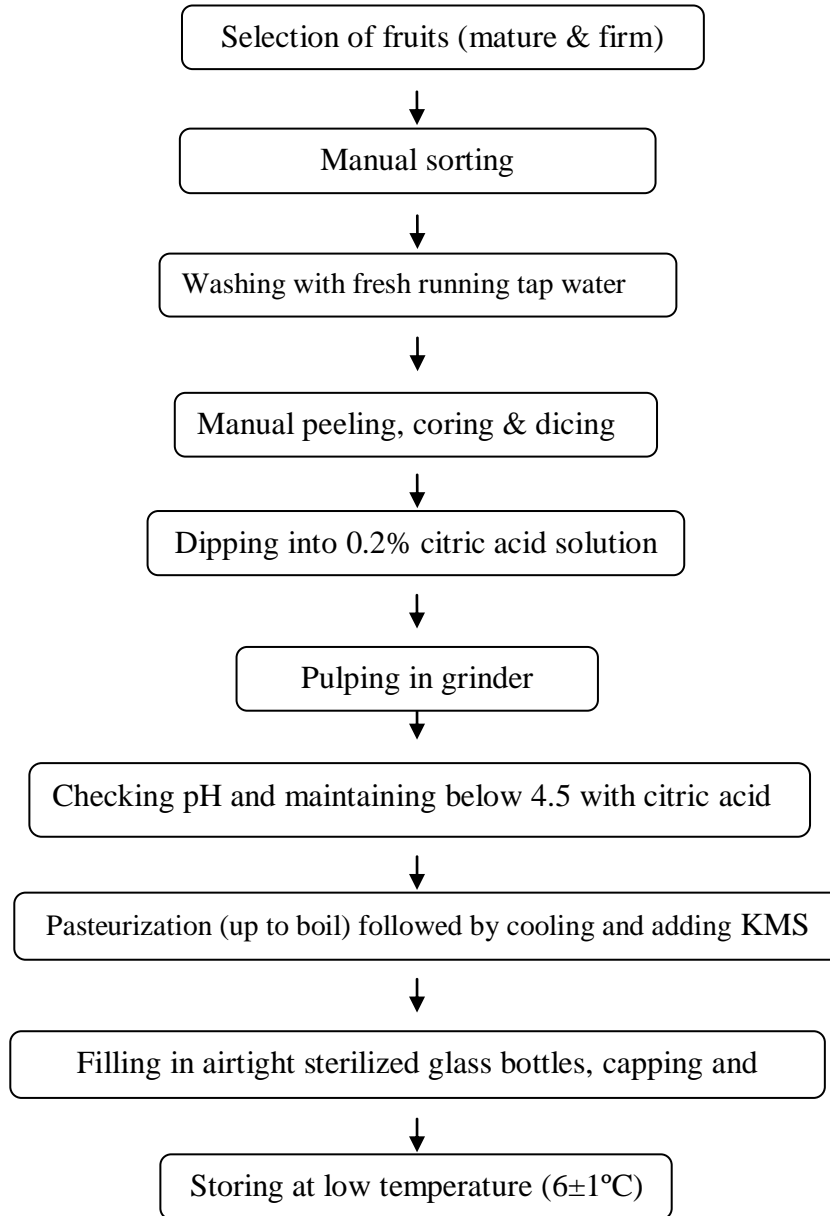 Selection of fruits (mature & firm)
Manual sorting
Washing with fresh running tap water
Manual peeling, coring & dicing
Dipping into 0.2% citric acid solution
Pulping in grinder
Checking pH and maintaining below 4.5 with citric acid
Pasteurization (up to boil) followed by cooling and adding KMS
Filling in airtight sterilized glass bottles, capping and
Storing at low temperature (6±1ºC)